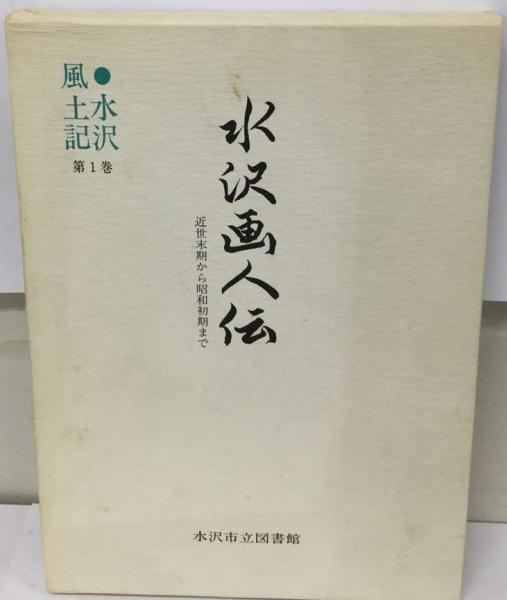 ●水沢
風土記
第1巻
水沢画人伝
近世末期から昭和初期まで
水沢市立図書館